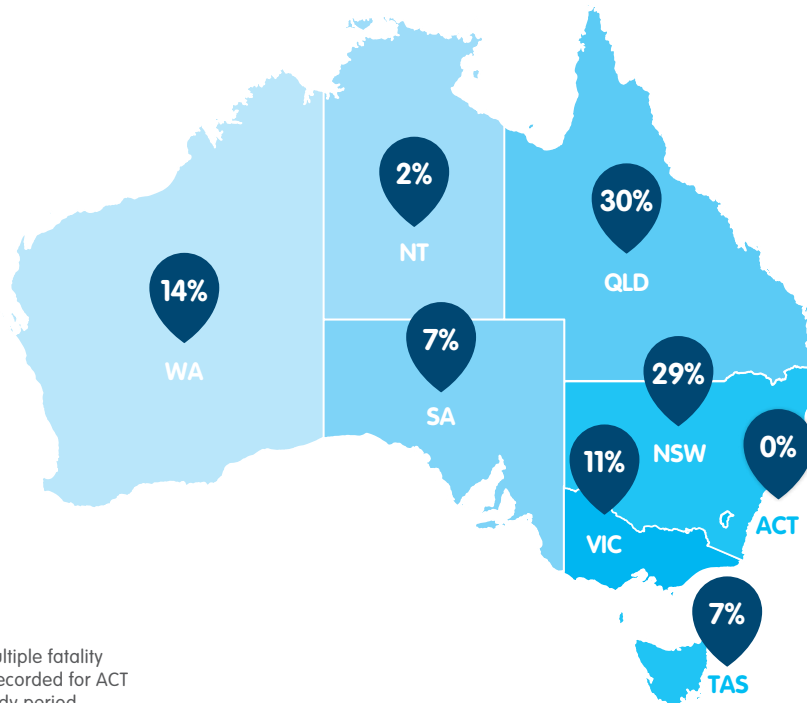 2%
NT
30%
QLD
14%
WA
7%
SA
29%
NSW
11%
VIC
0%
ACT
7%
TAS
fatality
ecorded for ACT
period